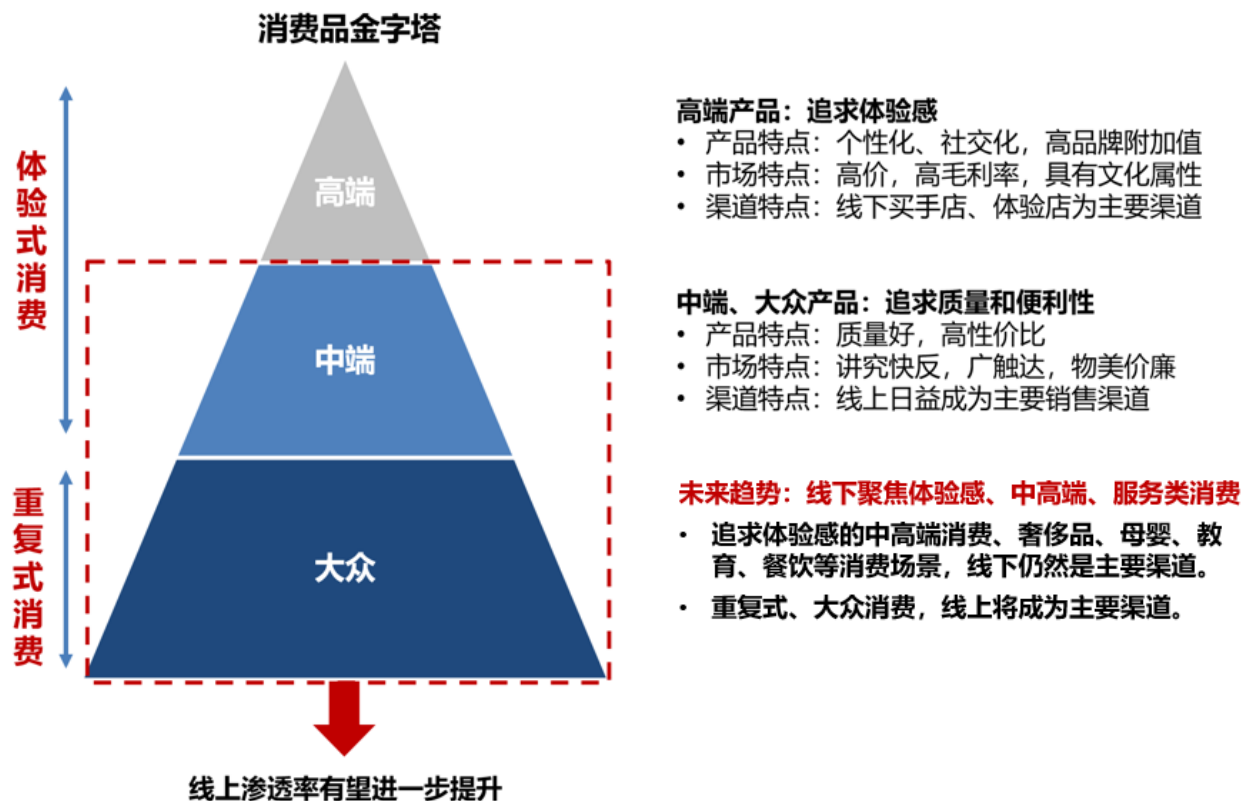 消费品金字塔
体验式消费
重复式消费
高端
中端
大众
线上渗透率有望进一步提升
高端产品：追求体验感
• 产品特点：个性化、社交化，高品牌附加值
• 市场特点：高价，高毛利率，具有文化属性
• 渠道特点：线下买手店、体验店为主要渠道
中端、大众产品：追求质量和便利性
• 产品特点：质量好，高性价比
• 市场特点：讲究快反，广触达，物美价廉
• 渠道特点：线上日益成为主要销售渠道
未来趋势：线下聚焦体验感、中高端、服务类消费
• 追求体验感的中高端消费、奢侈品、母婴、教
育、餐饮等消费场景，线下仍然是主要渠道。
• 重复式、大众消费，线上将成为主要渠道。